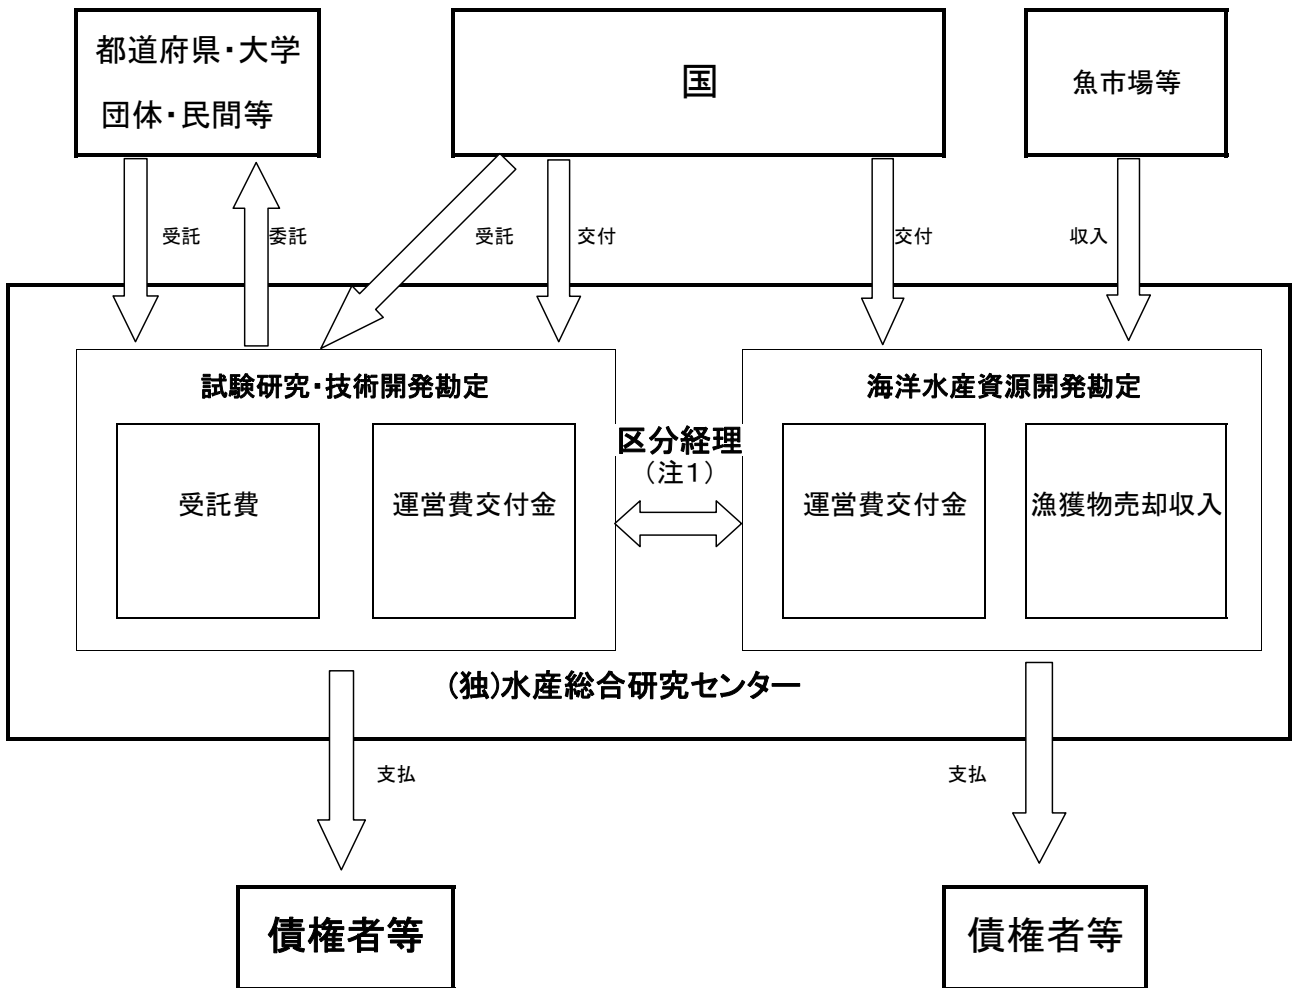 都道府県・大学
団体・民間等
国
魚市場等
受託
委託
受託
交付
交付
収入
試験研究・技術開発勘定
海洋水産資源開発勘定
区分経理
（注１）
受託費
運営費交付金
運営費交付金
漁獲物売却収入
(独)水産総合研究センター
支払
支払
債権者等
債権者等